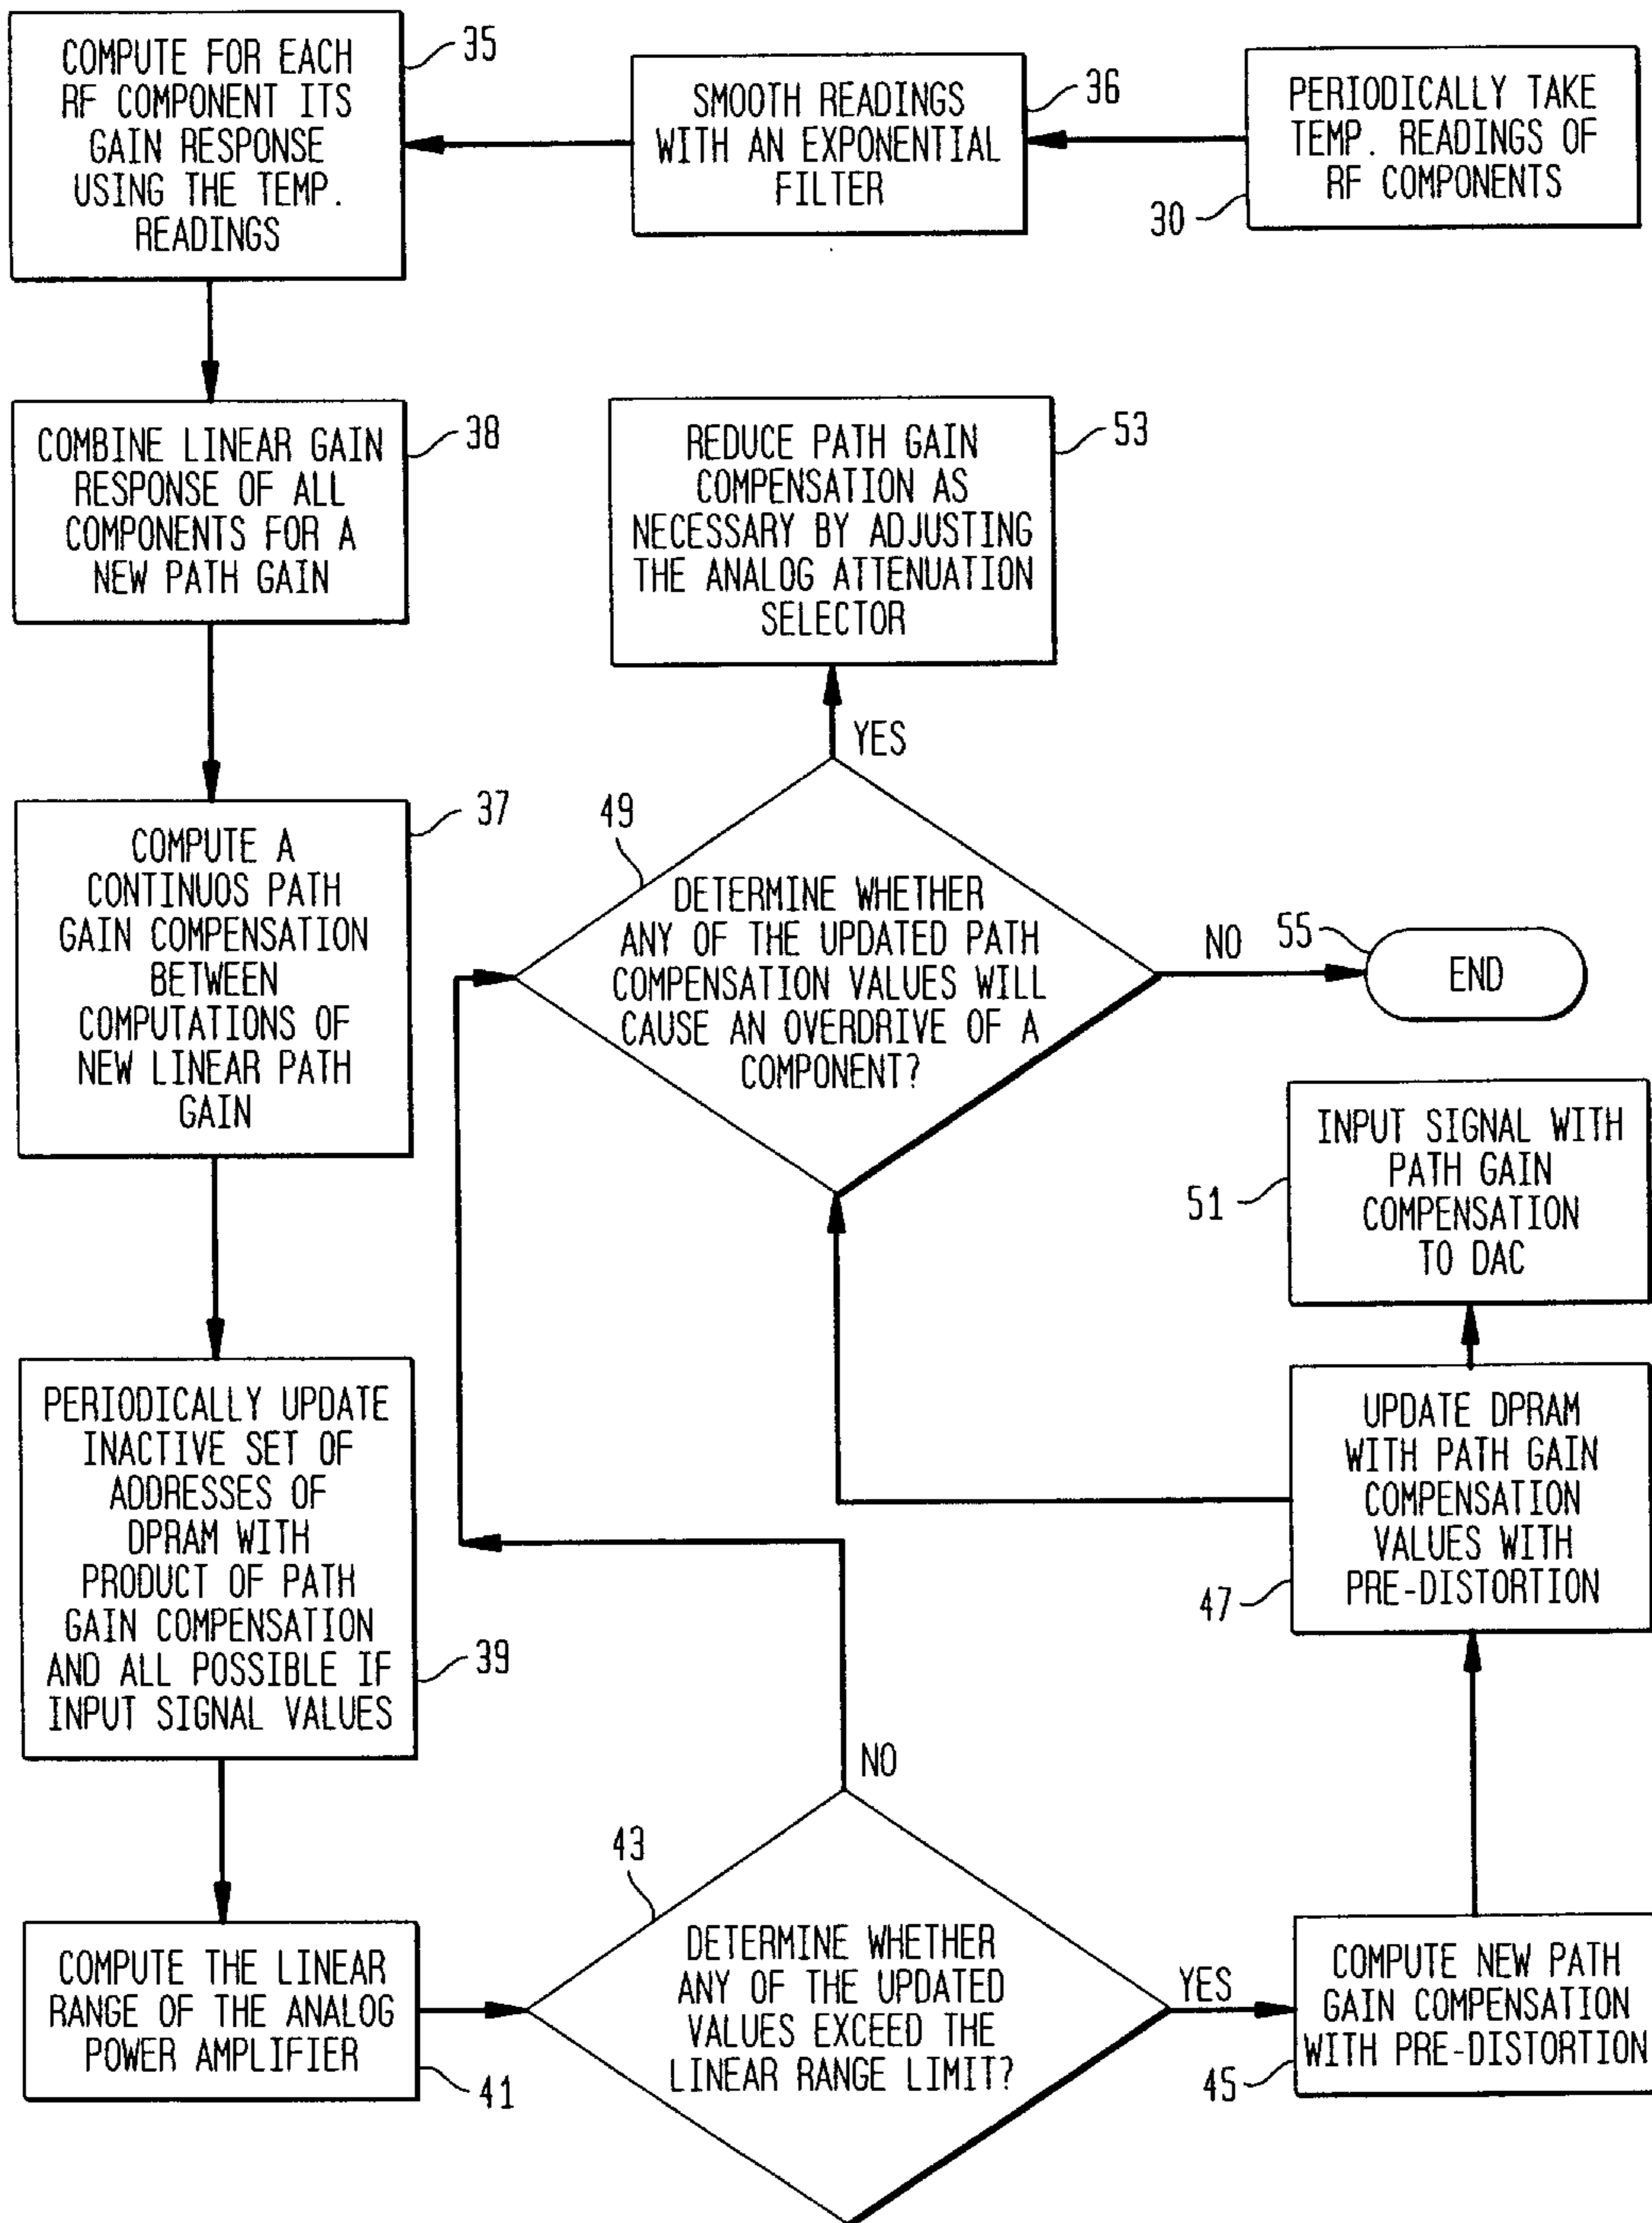 COMPUTE FOR EACH
RF COMPONENT ITS
GAIN RESPONSE
USING THE TEMP.
READINGS
35
SMOOTH READINGS
WITH AN EXPONENTIAL
FILTER
36
PERIODICALLY TAKE
TEMP. READINGS OF
RF COMPONENTS
30
COMBINE LINEAR GAIN
RESPONSE OF ALL
COMPONENTS FOR A
NEW PATH GAIN
38
REDUCE PATH GAIN
COMPENSATION AS
NECESSARY BY ADJUSTING
THE ANALOG ATTENUATION
SELECTOR
53
YES
COMPUTE A
CONTINUOS PATH
GAIN COMPENSATION
BETWEEN
COMPUTATIONS OF
NEW LINEAR PATH
GAIN
37
49
DETERMINE WHETHER
ANY OF THE UPDATED PATH
COMPENSATION VALUES WILL
CAUSE AN OVERDRIVE OF A
COMPONENT?
NO
55
END
INPUT SIGNAL WITH
PATH GAIN
COMPENSATION
TO DAC
51
PERIODICALLY UPDATE
INACTIVE SET OF
ADDRESSES OF
DPRAM WITH
PRODUCT OF PATH
GAIN COMPENSATION
AND ALL POSSIBLE IF
INPUT SIGNAL VALUES
39
UPDATE DPRAM
WITH PATH GAIN
COMPENSATION
VALUES WITH
PRE-DISTORTION
47
NO
COMPUTE THE LINEAR
RANGE OF THE ANALOG
POWER AMPLIFIER
41
43
DETERMINE WHETHER
ANY OF THE UPDATED
VALUES EXCEED THE
LINEAR RANGE LIMIT?
YES
COMPUTE NEW PATH
GAIN COMPENSATION
WITH PRE-DISTORTION
45